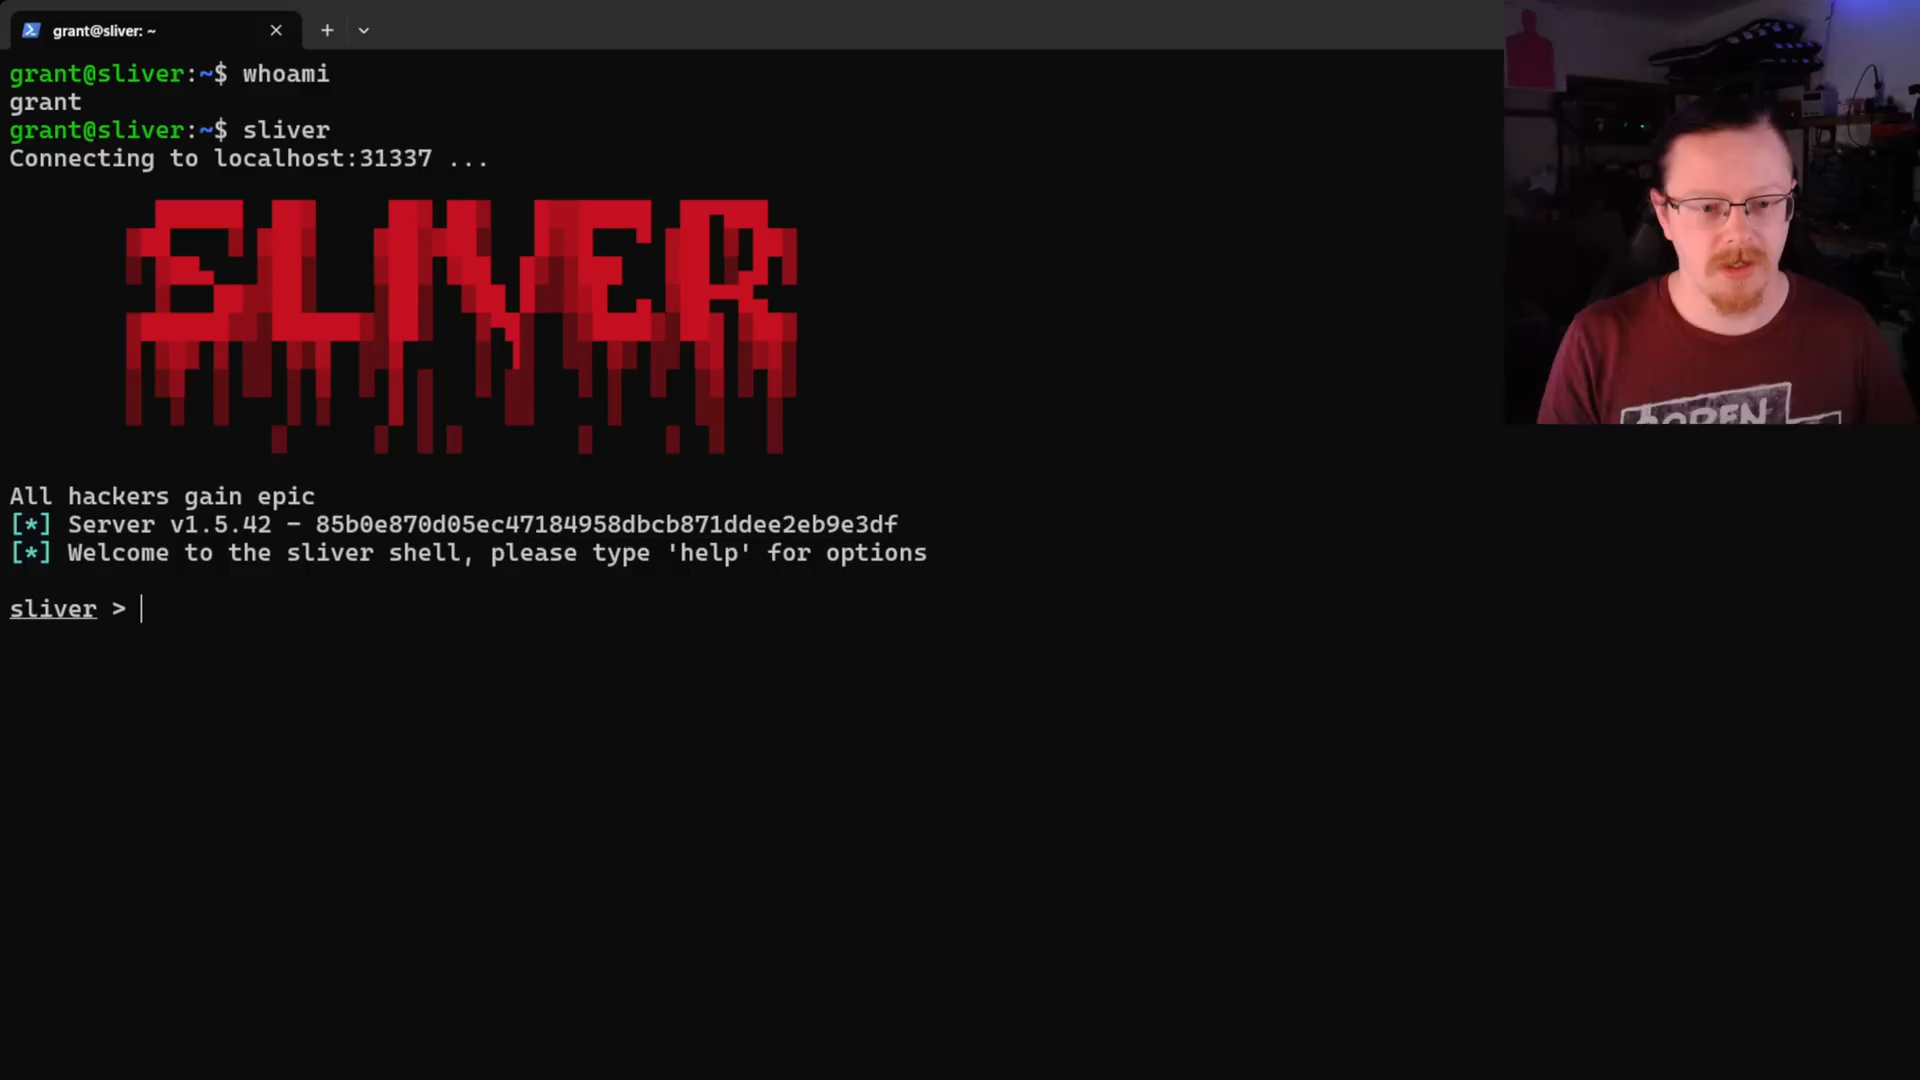 grant@sliver: ~
grant@sliver:~$ whoami
grant
grant@sliver:~$ sliver
Connecting to localhost:31337 ...
SLIVER
All hackers gain epic
[*] Server v1.5.42 - 85b0e870d05ec47184958dbcb871ddee2eb9e3df
[*] Welcome to the sliver shell, please type 'help' for options
sliver >
OPEN